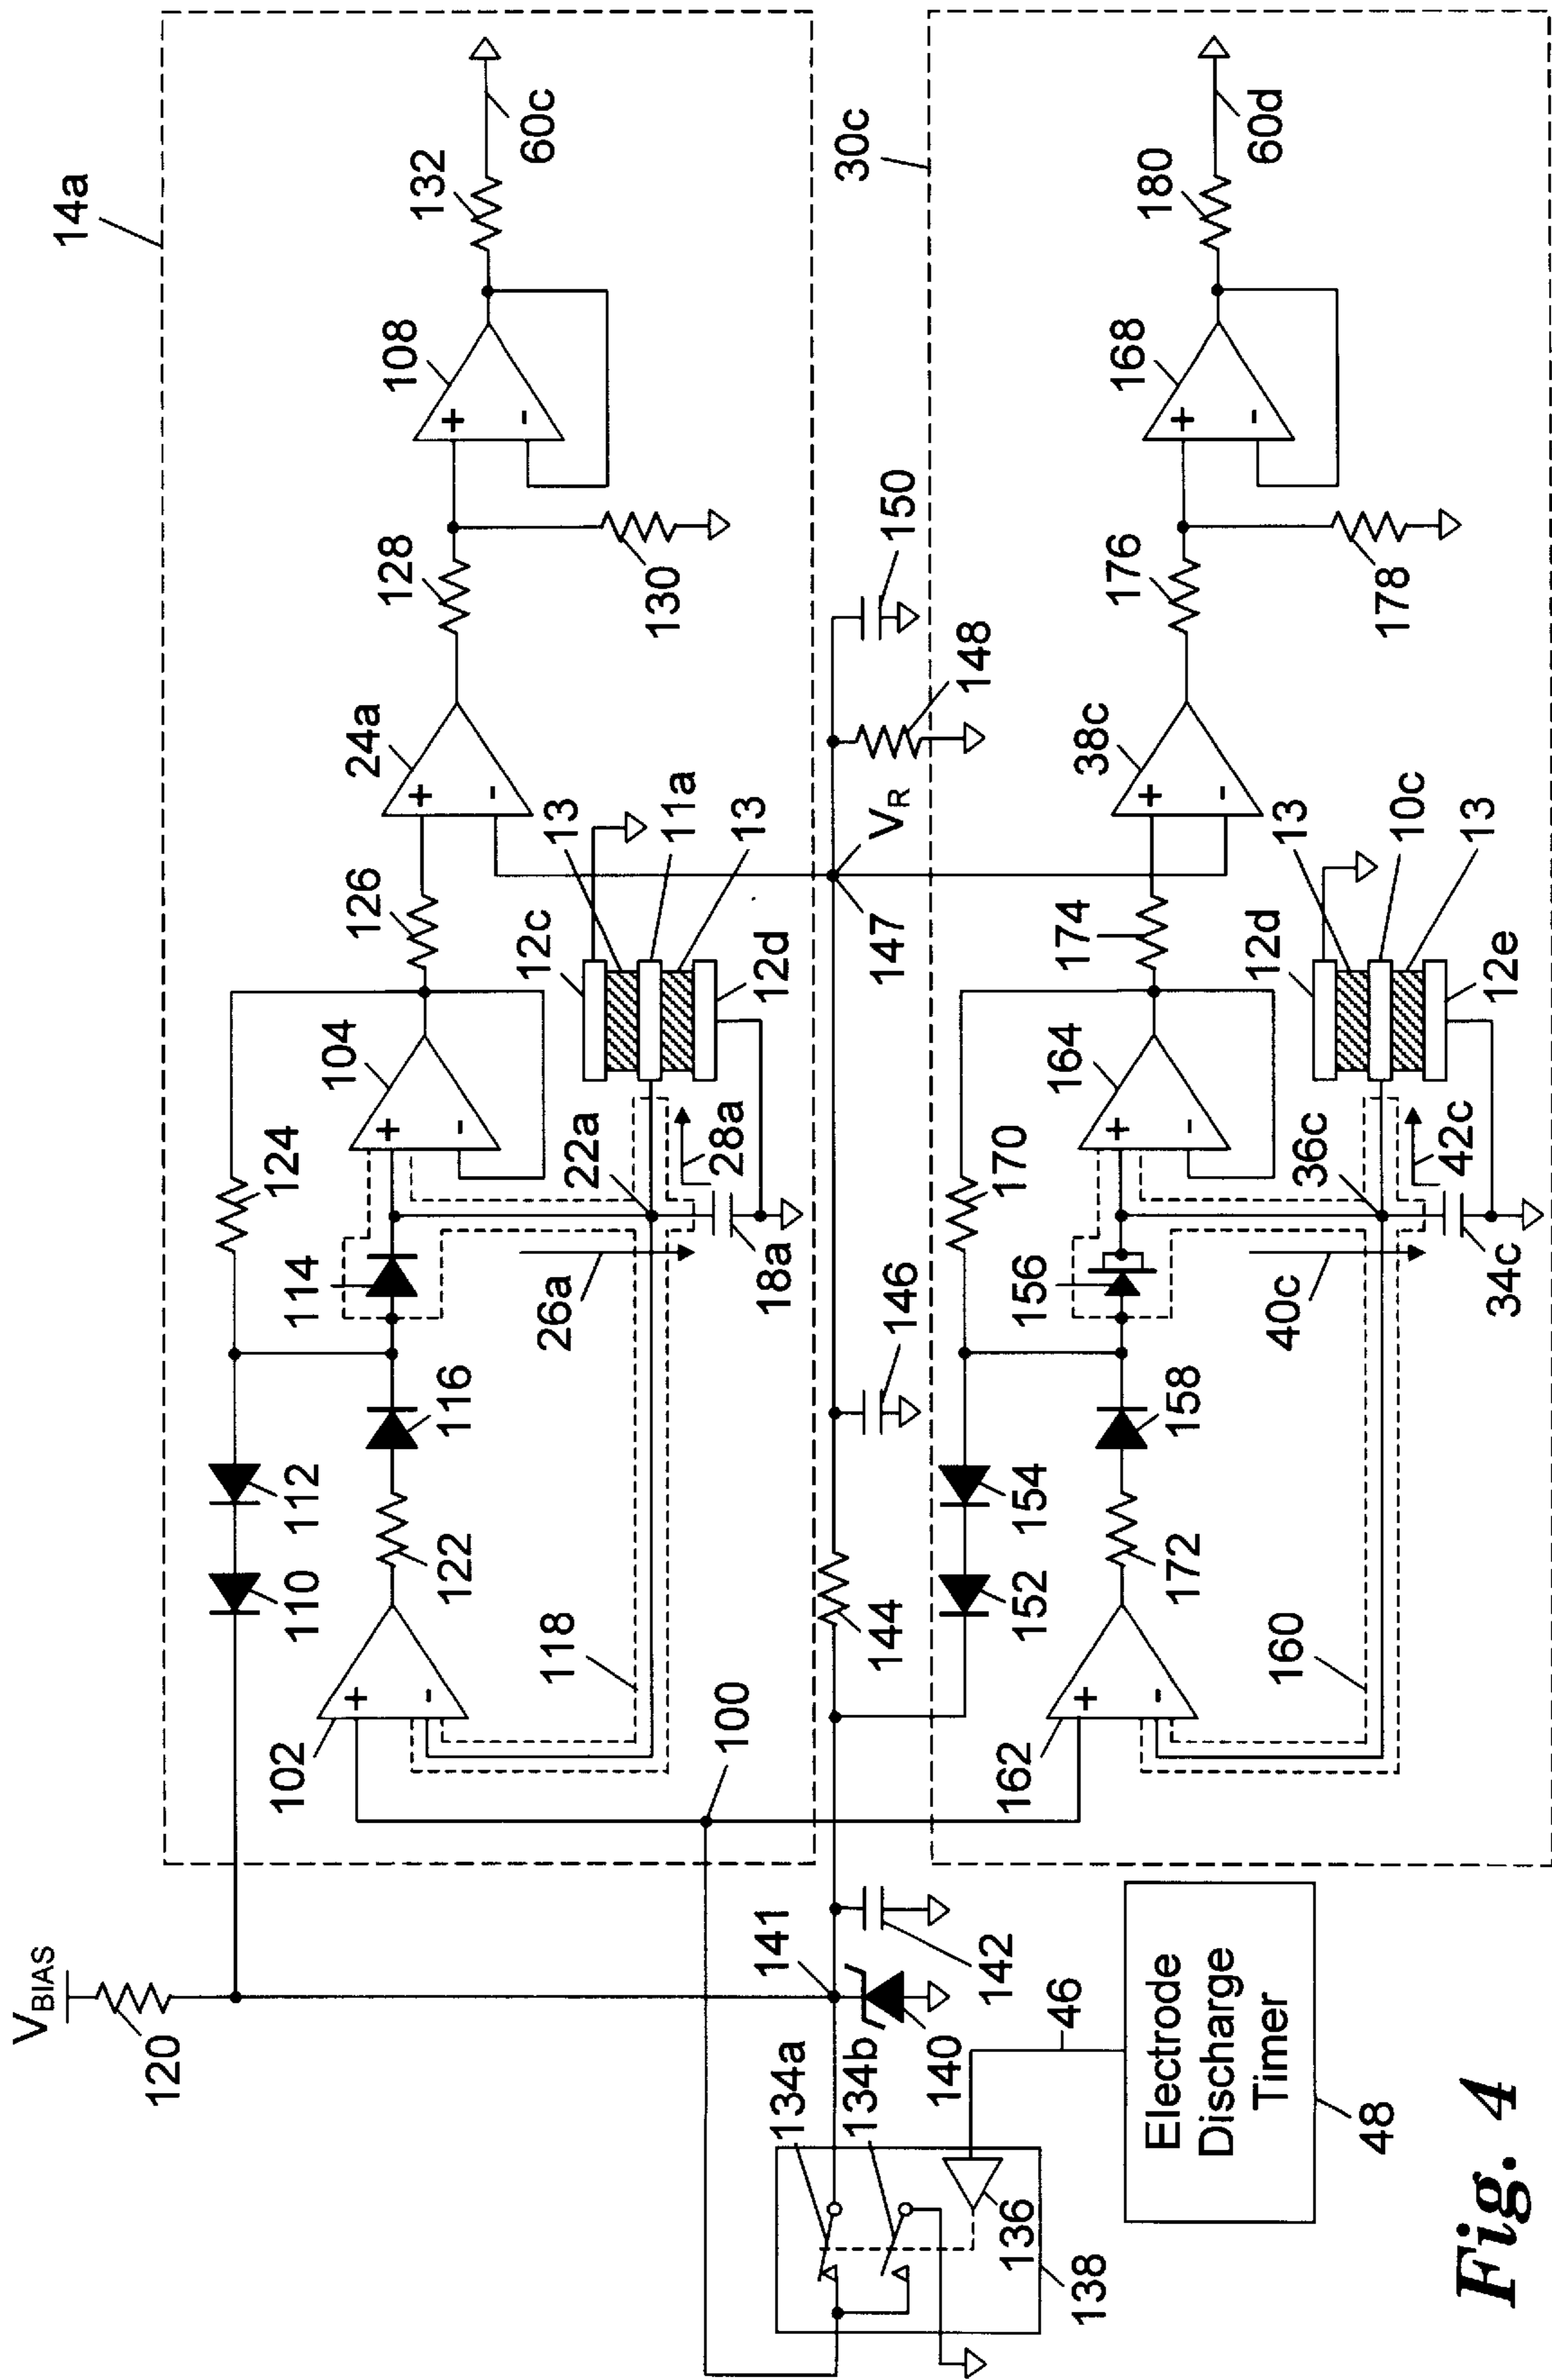 14a
132
60c
108
+
-
128
130
24a
+
-
126
13
11a
13
12c
12d
104
+
-
124
22a
28a
18a
114
26a
116
112
110
122
118
102
+
-
V BIAS
120
100
150
148
V R
147
146
144
141
142
140
134a
134b
136
138
46
Electrode
Discharge
Timer
48
30c
180
60d
168
+
-
176
178
38c
+
-
174
13
10c
13
12d
12e
164
+
-
170
36c
42c
34c
156
40c
158
154
152
172
160
162
+
-
Fig. 4